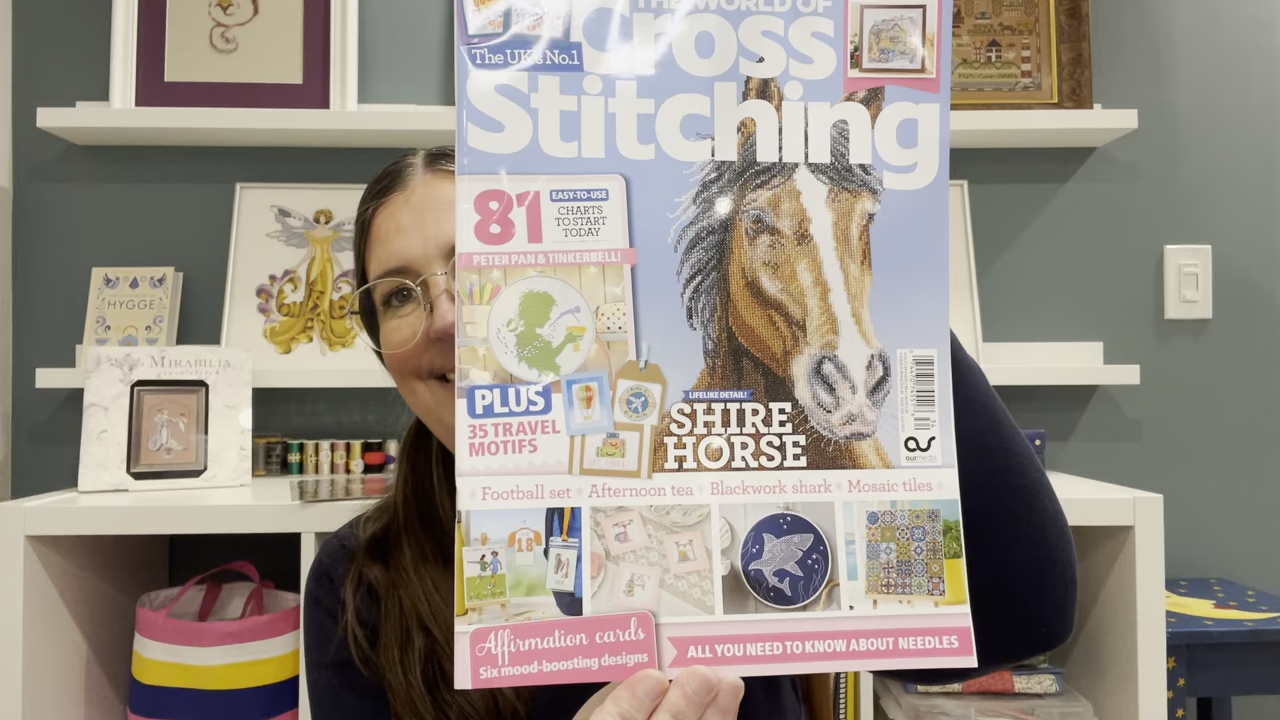 THE WORLD OF
Cross
The UK's No.1
Stitching
81
EASY-TO-USE
CHARTS
TO START
TODAY
PETER PAN & TINKERBELL!
PLUS
35 TRAVEL
MOTIFS
LIFELIKE DETAIL!
SHIRE
HORSE
ourmedia
Football set
Afternoon tea
Blackwork shark
Mosaic tiles
18
Affirmation cards
Six mood-boosting designs
ALL YOU NEED TO KNOW ABOUT NEEDLES
HYGGE
MIRABILIA